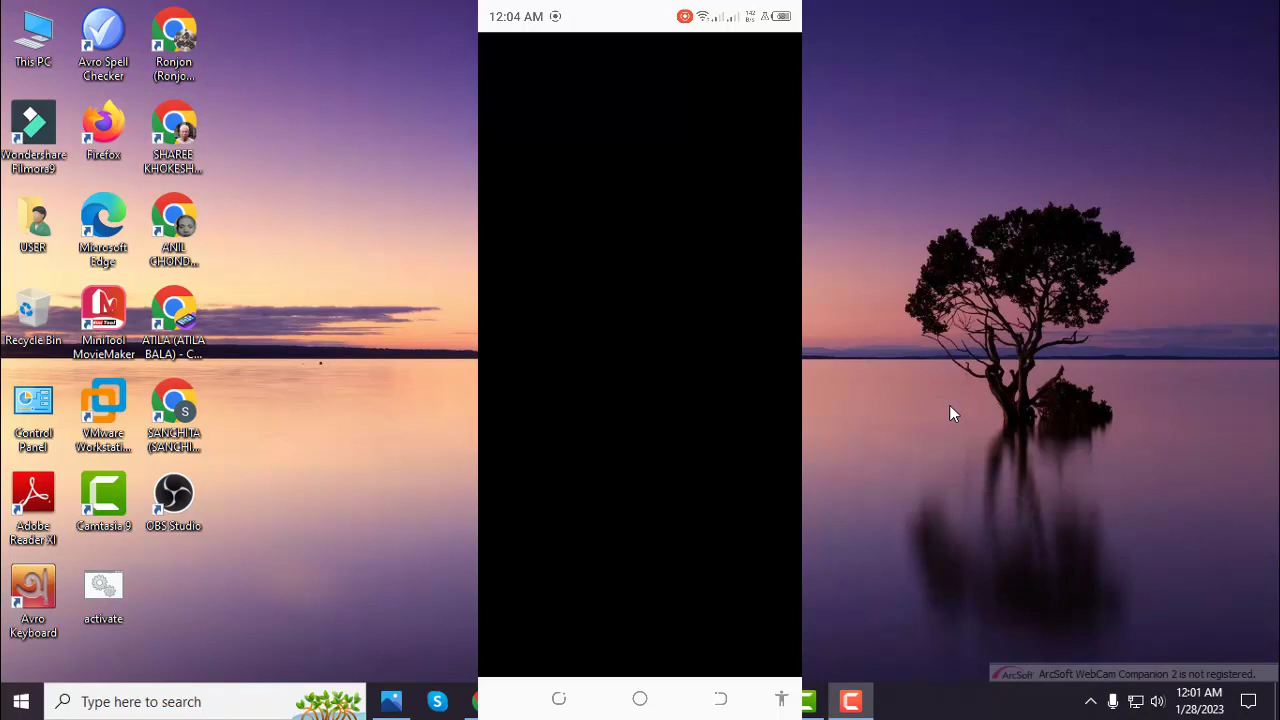 This PC
Avro Spell
Checker
Ronjon
(Ronjo...
Wondershare
Filmora9
Firefox
SHAREE
KHOKESH...
USER
Microsoft
Edge
ANIL
CHOND...
Recycle Bin
MiniTool
MovieMaker
ATILA (ATILA
BALA) - C...
Control
Panel
VMware
Workstati...
S
SANCHITA
(SANCHI...
Adobe
Reader XI
Camtasia 9
OBS Studio
অ
Avro
Keyboard
activate
12:04 AM
142
B/s
ArcSoft
ArcSoft WebCam Companion 2 is not registered.
Type here to search
12:01 AM
1/28/2023